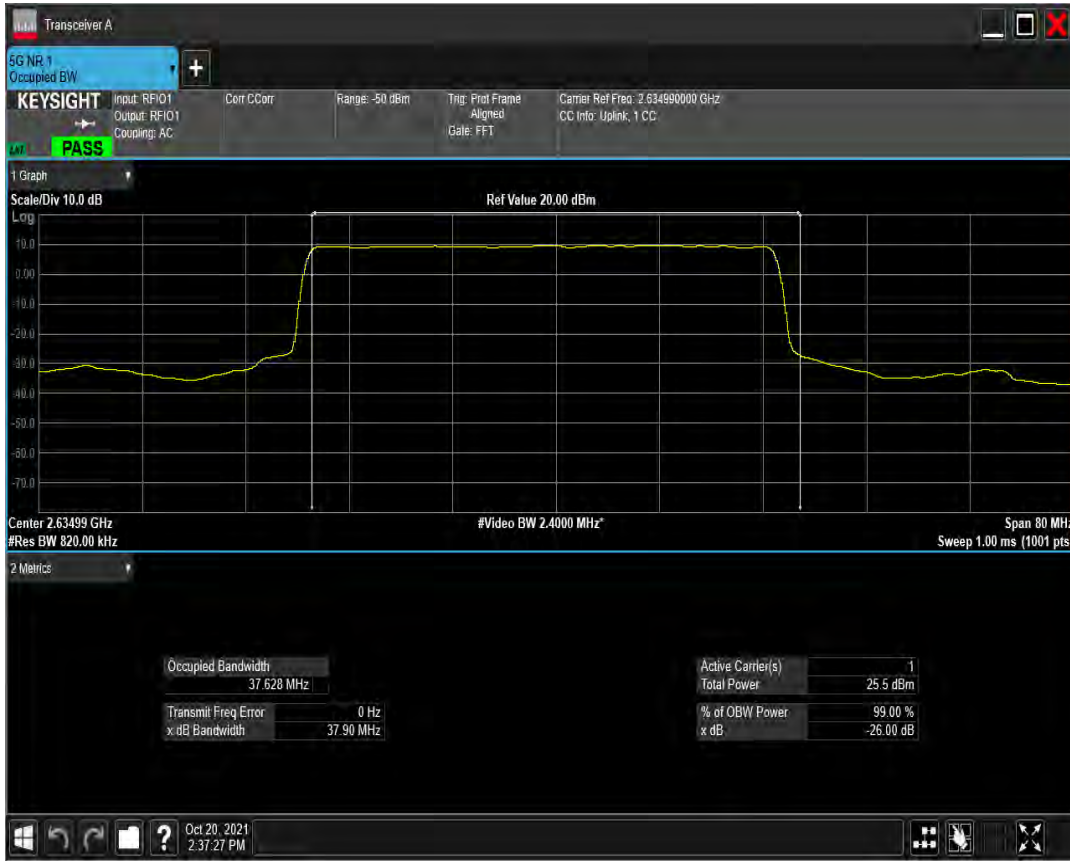 Transceiver A
5G NR 1
Occupied BW
+
KEYSIGHT
Input: RFIO1
Output: RFIO1
Coupling: AC
Corr CCorr
Range: -50 dBm
Trig: Prot Frame
Aligned
Gate: FFT
Carrier Ref Freq: 2.634990000 GHz
CC Info: Uplink, 1 CC
PASS
1 Graph
Scale/Div 10.0 dB
Ref Value 20.00 dBm
Log
10.0
0.00
-10.0
-20.0
-30.0
-40.0
-50.0
-60.0
-70.0
Center 2.63499 GHz
#Video BW 2.4000 MHz*
Span 80 MHz
#Res BW 820.00 kHz
Sweep 1.00 ms (1001 pts
2 Metrics
Occupied Bandwidth
37.628 MHz
Transmit Freq Error 0 Hz
x dB Bandwidth 37.90 MHz
Active Carrier(s) 1
Total Power 25.5 dBm
% of OBW Power 99.00 %
x dB -26.00 dB
?
Oct 20, 2021
2:37:27 PM